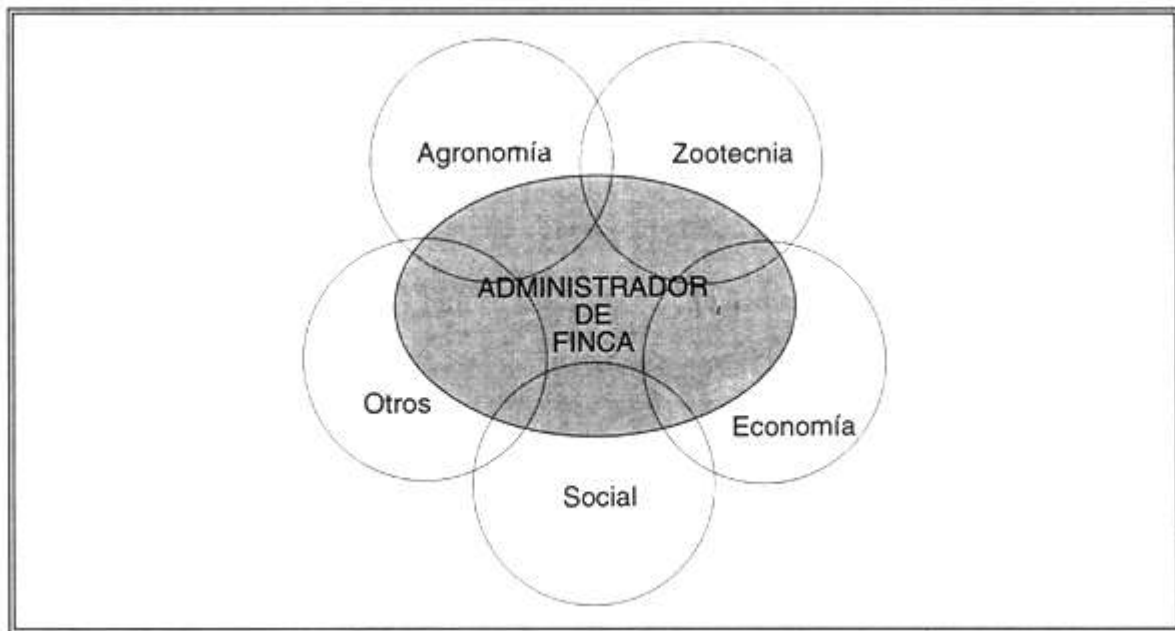 Agronomía
Zootecnia
ADMINISTRADOR
DE
FINCA
Otros
Economía
Social